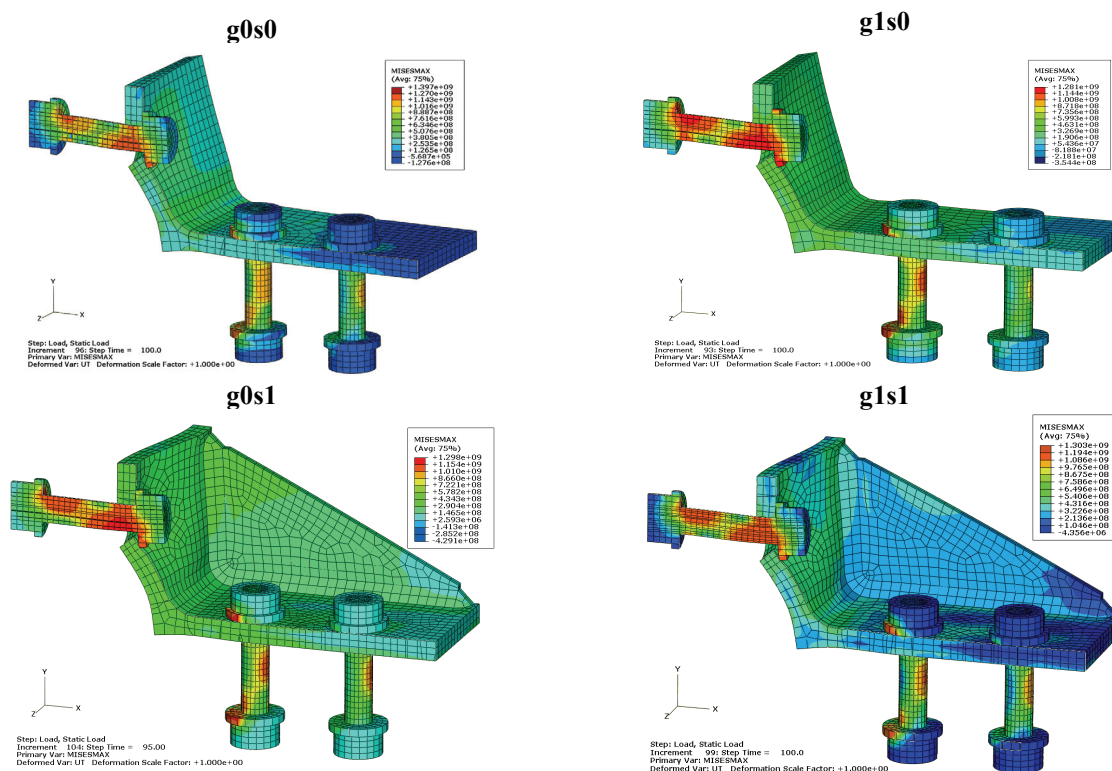 g0s0
MISESMAX
(Avg: 75%)
+1.397e+09
+1.270e+09
+1.143e+09
+1.016e+09
+8.887e+08
+7.616e+08
+6.346e+08
+5.076e+08
+3.805e+08
+2.535e+08
+1.265e+08
-5.687e+05
-1.276e+08
Y
Z
X
Step: Load, Static Load
Increment 96: Step Time = 100.0
Primary Var: MISESMAX
Deformed Var: UT Deformation Scale Factor: +1.000e+00
g1s0
MISESMAX
(Avg: 75%)
+1.281e+09
+1.144e+09
+1.008e+09
+8.718e+08
+7.356e+08
+5.993e+08
+4.631e+08
+3.269e+08
+1.906e+08
+5.436e+07
-8.188e+07
-2.181e+08
-3.544e+08
Y
Z
X
Step: Load, Static Load
Increment 93: Step Time = 100.0
Primary Var: MISESMAX
Deformed Var: UT Deformation Scale Factor: +1.000e+00
g0s1
MISESMAX
(Avg: 75%)
+1.298e+09
+1.154e+09
+1.010e+09
+8.660e+08
+7.221e+08
+5.782e+08
+4.343e+08
+2.904e+08
+1.465e+08
+2.593e+06
-1.413e+08
-2.852e+08
-4.291e+08
Y
Z
X
Step: Load, Static Load
Increment 104: Step Time = 95.00
Primary Var: MISESMAX
Deformed Var: UT Deformation Scale Factor: +1.000e+00
g1s1
MISESMAX
(Avg: 75%)
+1.303e+09
+1.194e+09
+1.086e+09
+9.765e+08
+8.675e+08
+7.586e+08
+6.496e+08
+5.406e+08
+4.316e+08
+3.226e+08
+2.136e+08
+1.046e+08
-4.356e+06
Y
Z
X
Step: Load, Static Load
Increment 99: Step Time = 100.0
Primary Var: MISESMAX
Deformed Var: UT Deformation Scale Factor: +1.000e+00